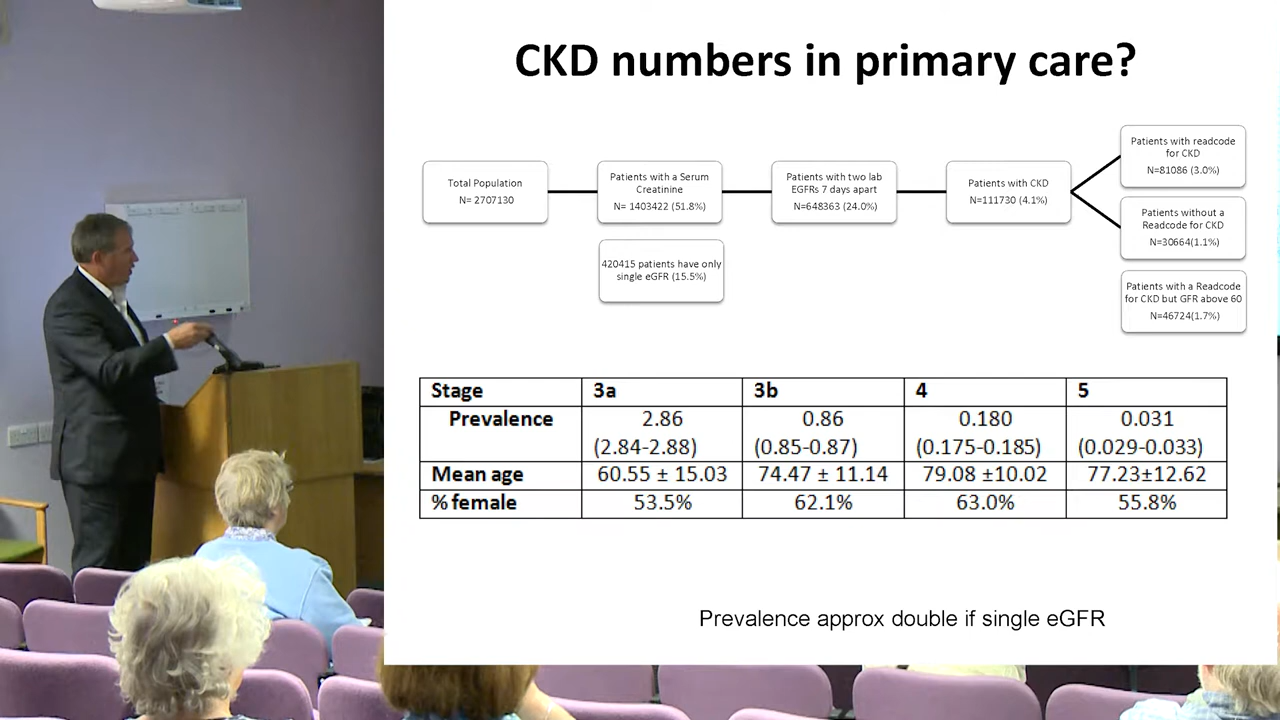 CKD numbers in primary care?
Total Population
N= 2707130
Patients with a Serum
Creatinine
N= 1403422 (51.8%)
420415 patients have only
single eGFR (15.5%)
Patients with two lab
EGFRs 7 days apart
N=648363 (24.0%)
Patients with CKD
N=111730 (4.1%)
Patients with readcode
for CKD
N=81086 (3.0%)
Patients without a
Readcode for CKD
N=30664(1.1%)
Patients with a Readcode
for CKD but GFR above 60
N=46724(1.7%)
Stage 3a 3b 4 5
Prevalence 2.86 0.86 0.180 0.031
(2.84-2.88) (0.85-0.87) (0.175-0.185) (0.029-0.033)
Mean age 60.55 ± 15.03 74.47 ± 11.14 79.08 ±10.02 77.23±12.62
% female 53.5% 62.1% 63.0% 55.8%
Prevalence approx double if single eGFR